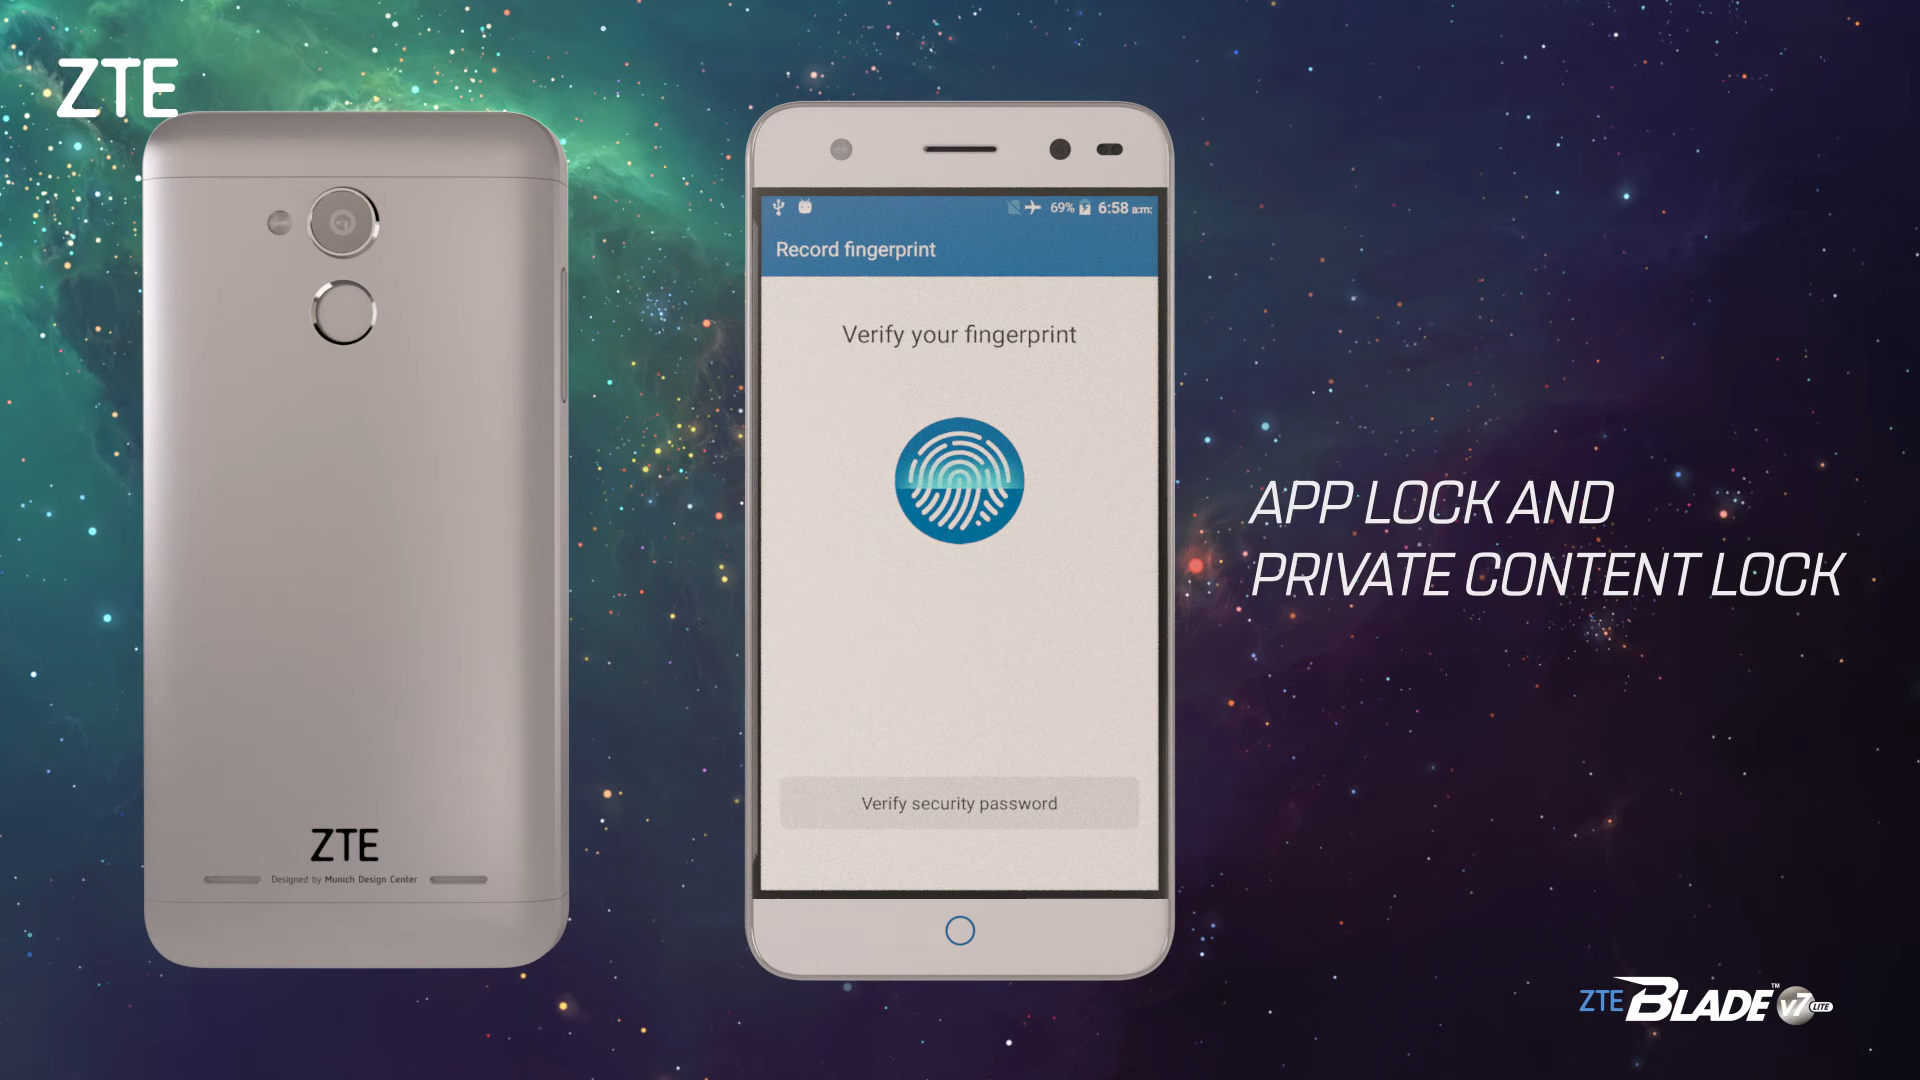 ZTE
69% 6:58 a.m.
Record fingerprint
Verify your fingerprint
Verify security password
APP LOCK AND
PRIVATE CONTENT LOCK
ZTE
Designed by Munich Design Center
ZTE BLADE™ V7 LITE